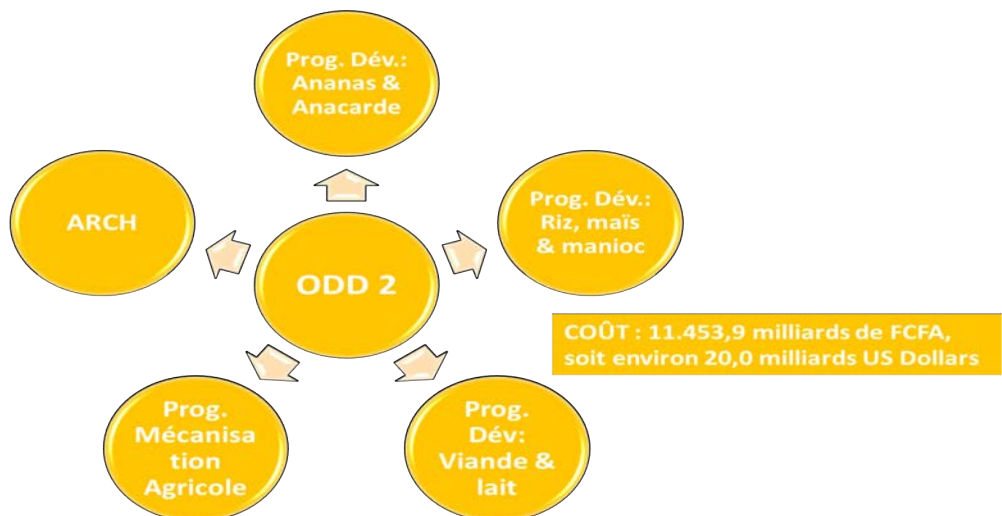 Prog. Dév.:
Ananas &
Anacarde
ARCH
Prog. Dév.:
Riz, maïs
& manioc
ODD 2
COÛT : 11.453,9 milliards de FCFA,
soit environ 20,0 milliards US Dollars
Prog.
Mécanisa
tion
Agricole
Prog.
Dév:
Viande &
lait